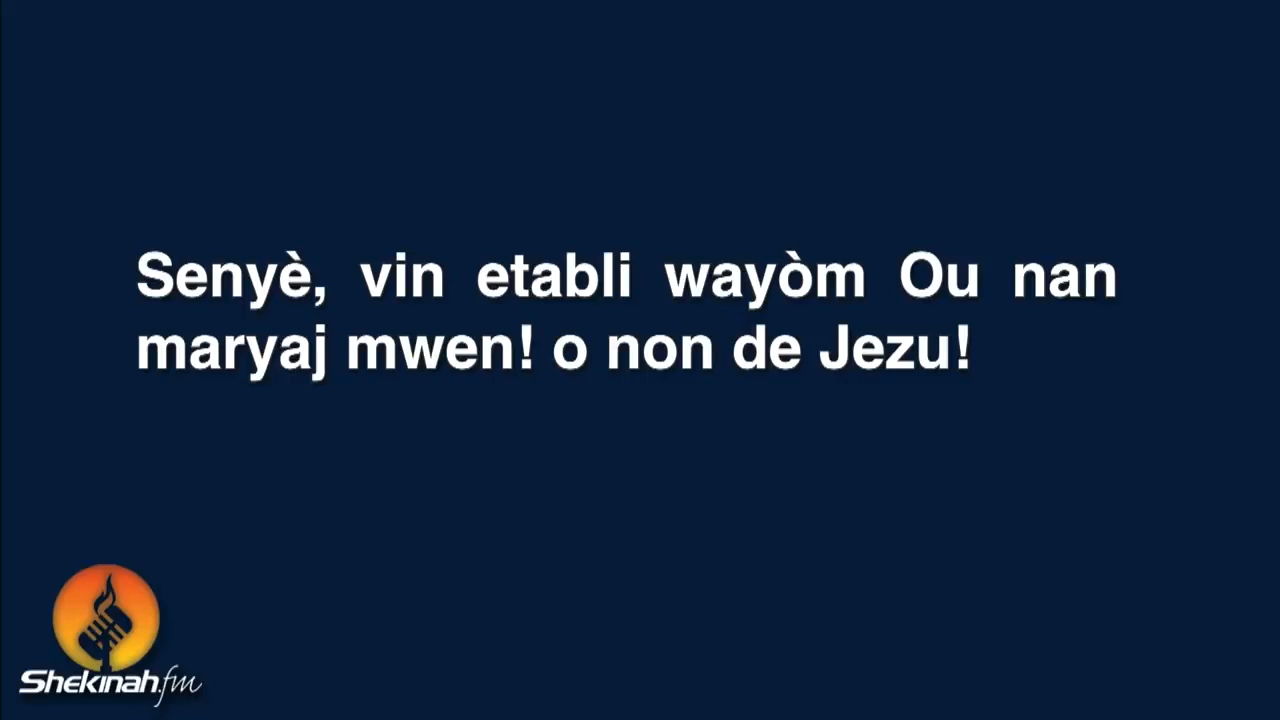 Senyè, vin etabli wayòm Ou nan
maryaj mwen! o non de Jezu!
Shekinah.fm